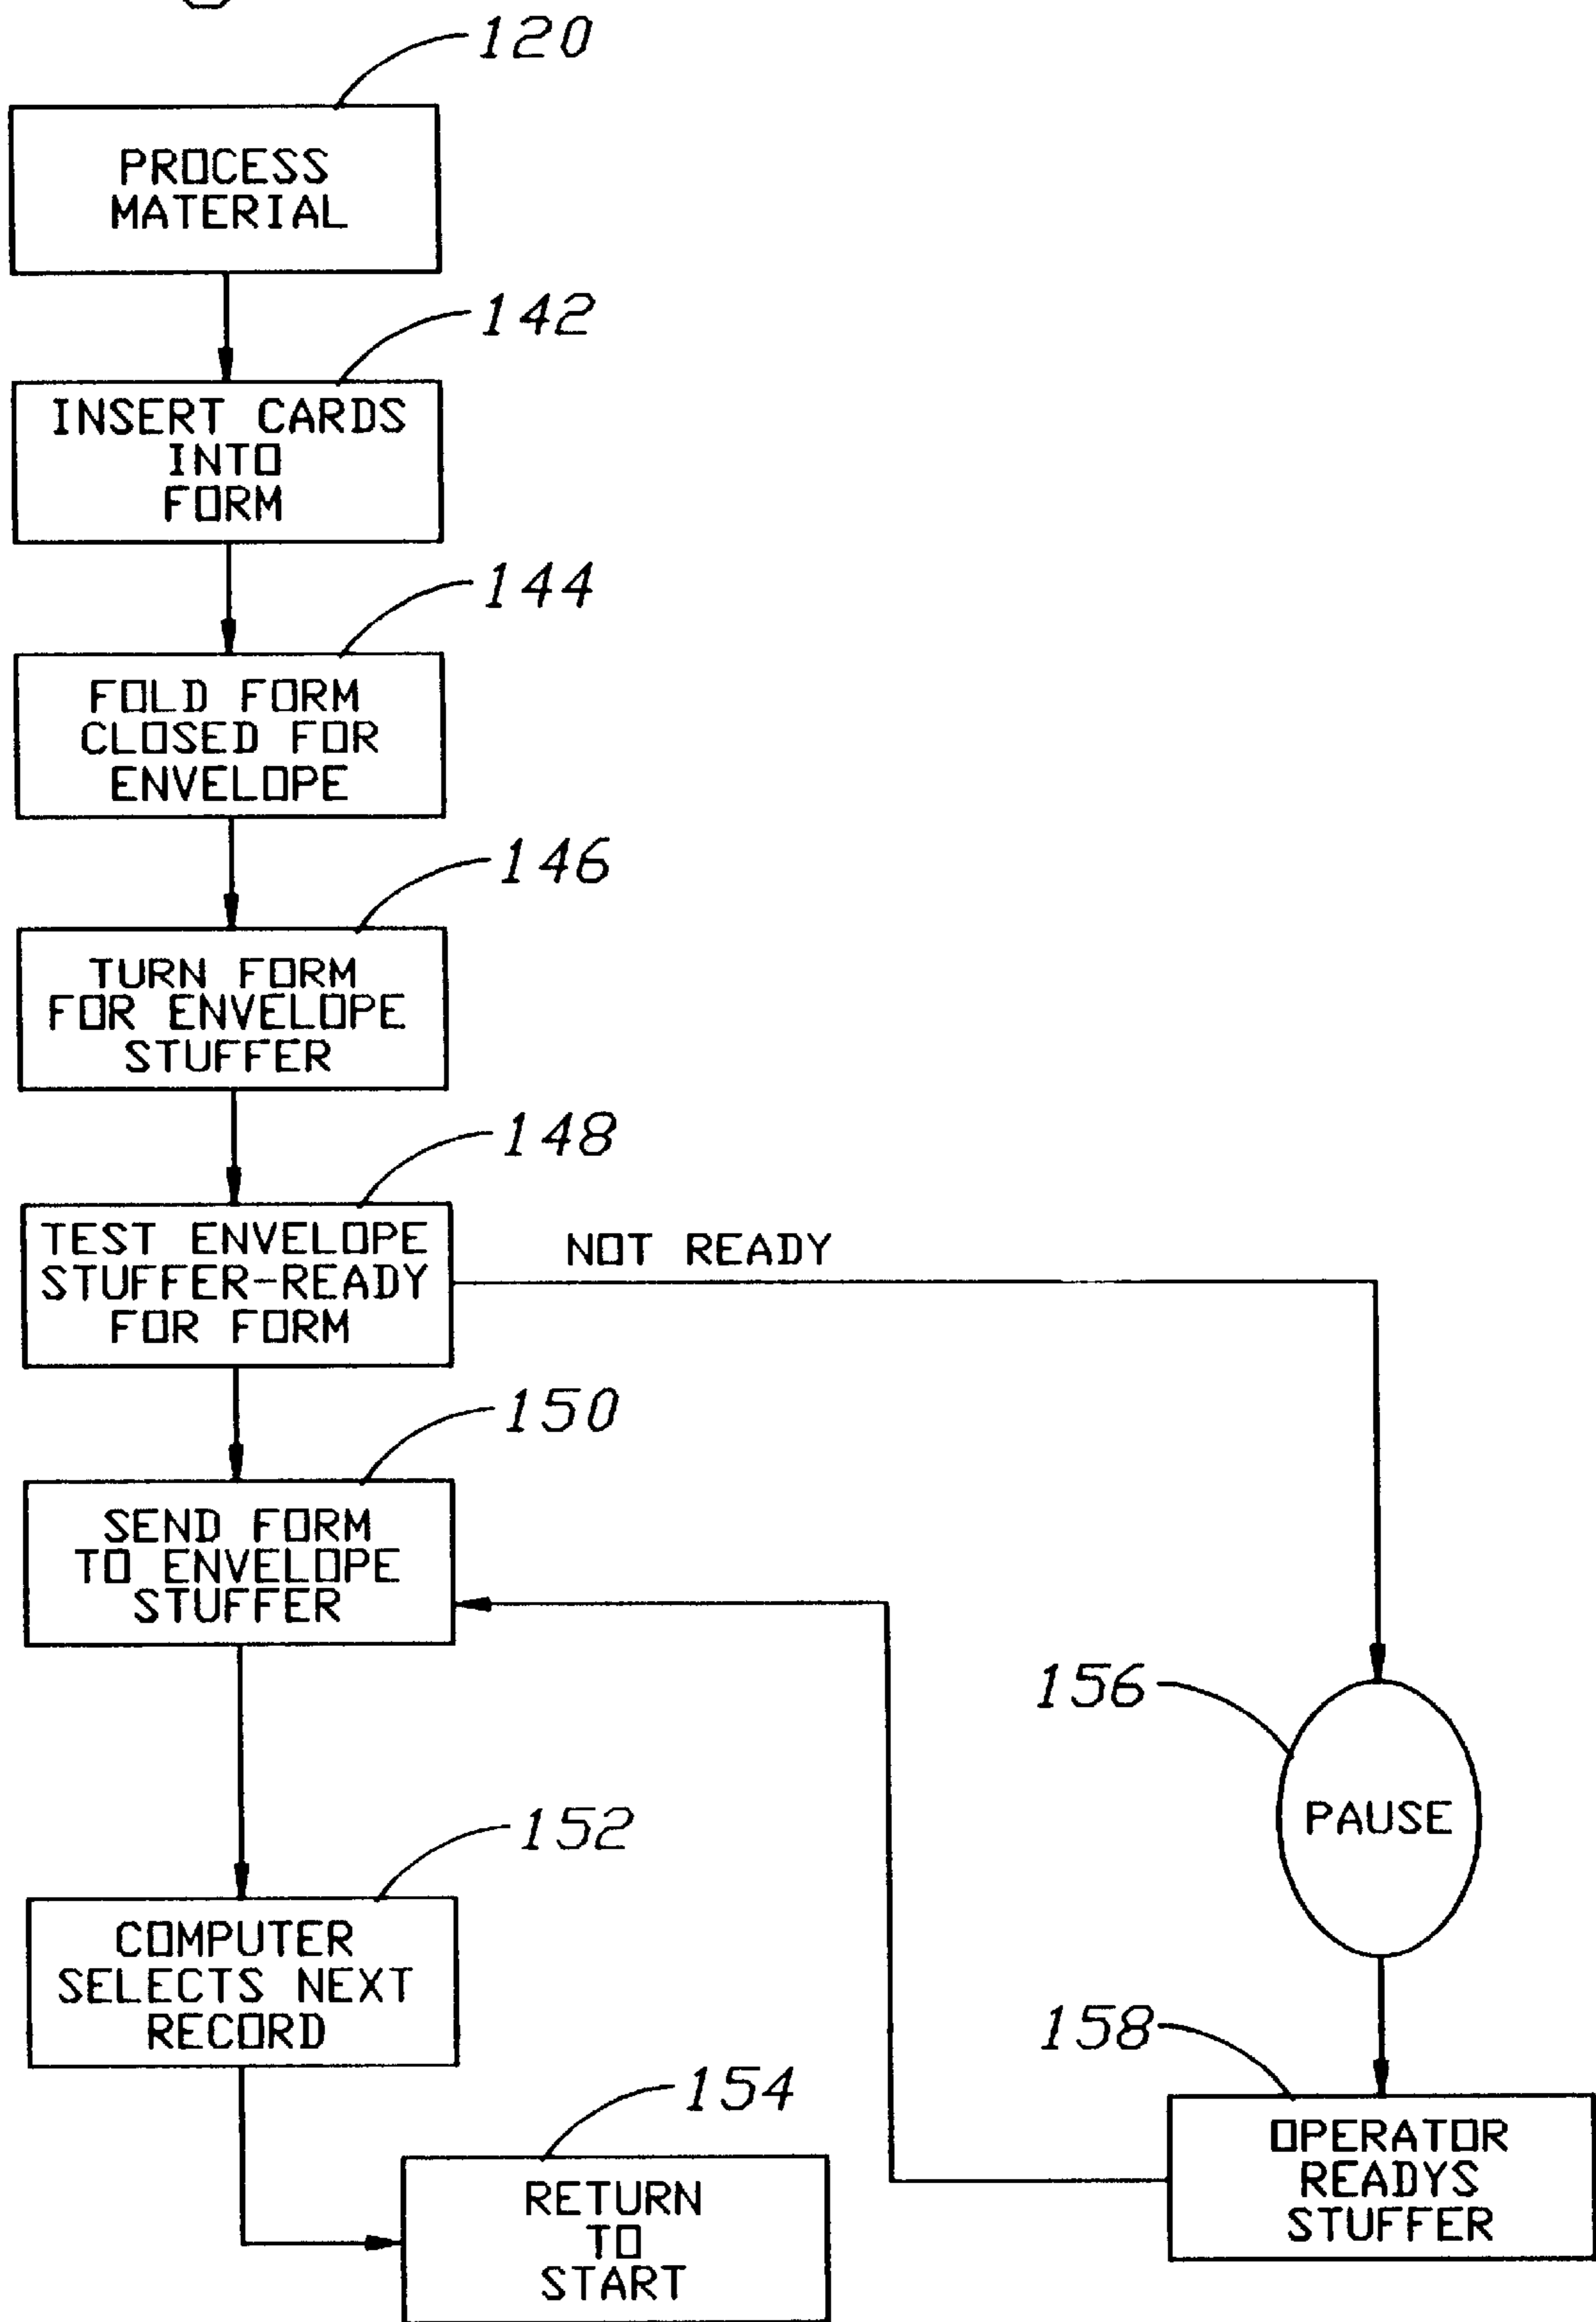 120
PROCESS
MATERIAL
142
INSERT CARDS
INTO
FORM
144
FOLD FORM
CLOSED FOR
ENVELOPE
146
TURN FORM
FOR ENVELOPE
STUFFER
148
TEST ENVELOPE
STUFFER-READY
FOR FORM
NOT READY
150
SEND FORM
TO ENVELOPE
STUFFER
156
PAUSE
152
COMPUTER
SELECTS NEXT
RECORD
158
OPERATOR
READYS
STUFFER
154
RETURN
TO
START